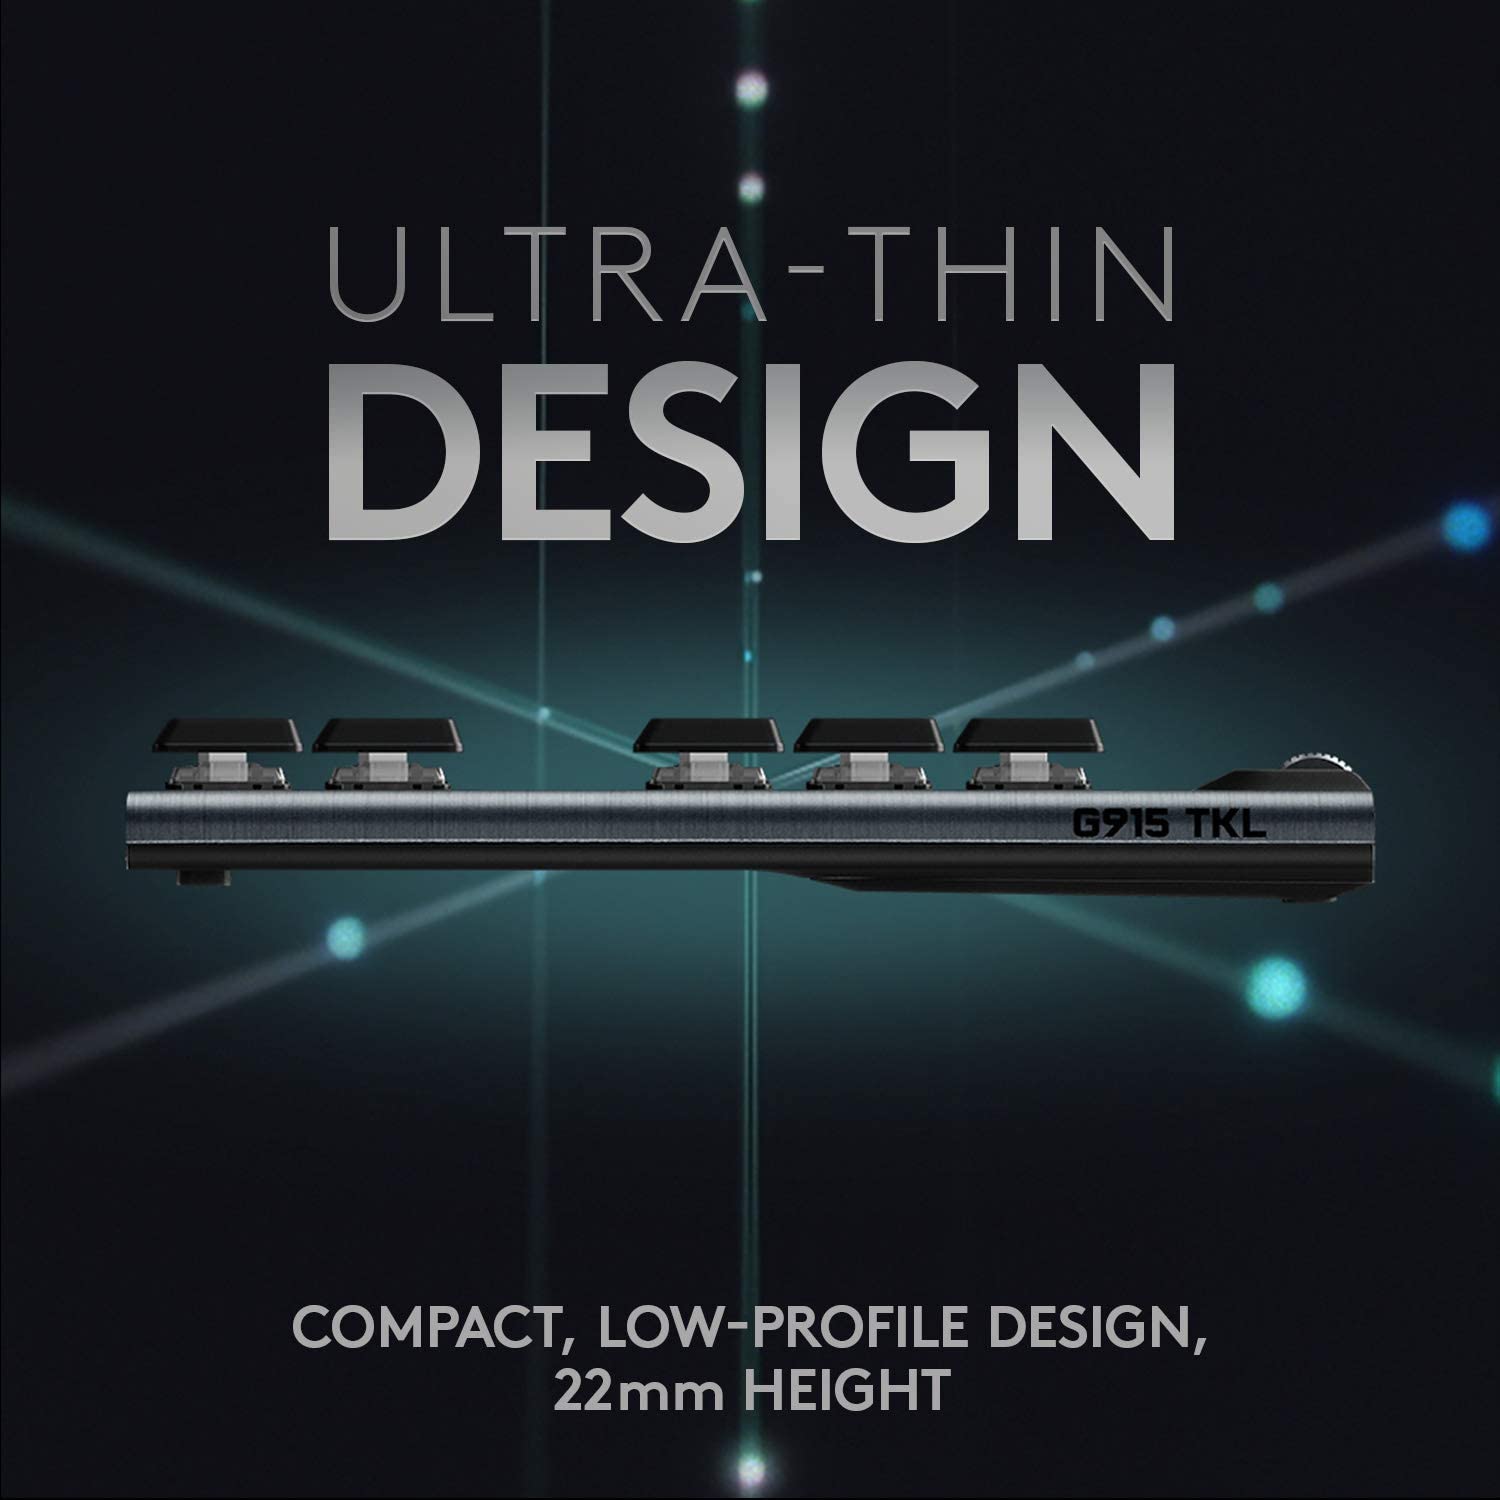 ULTRA-THIN
DESIGN
G915 TKL
COMPACT, LOW-PROFILE DESIGN,
22mm HEIGHT